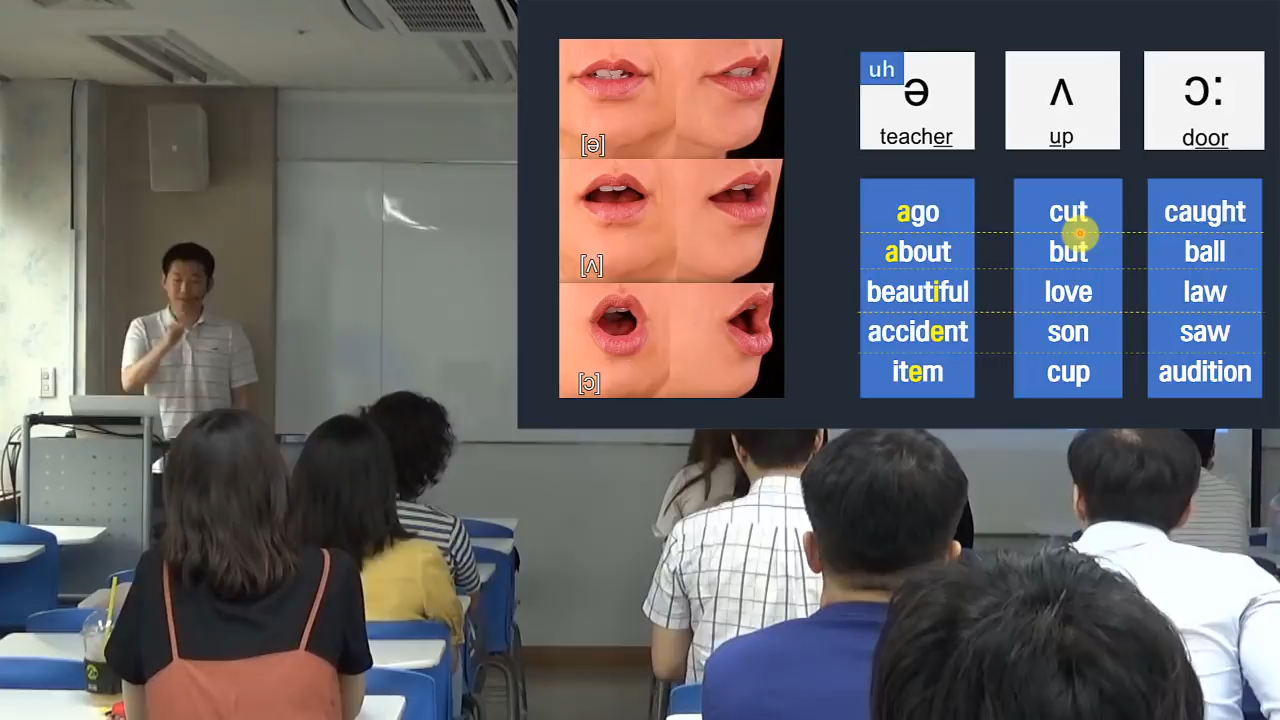 [ə]
[ʌ]
[ɔ]
uh
ə
teacher
ʌ
up
ɔ:
door
ago
about
beautiful
accident
item
cut
but
love
son
cup
caught
ball
law
saw
audition